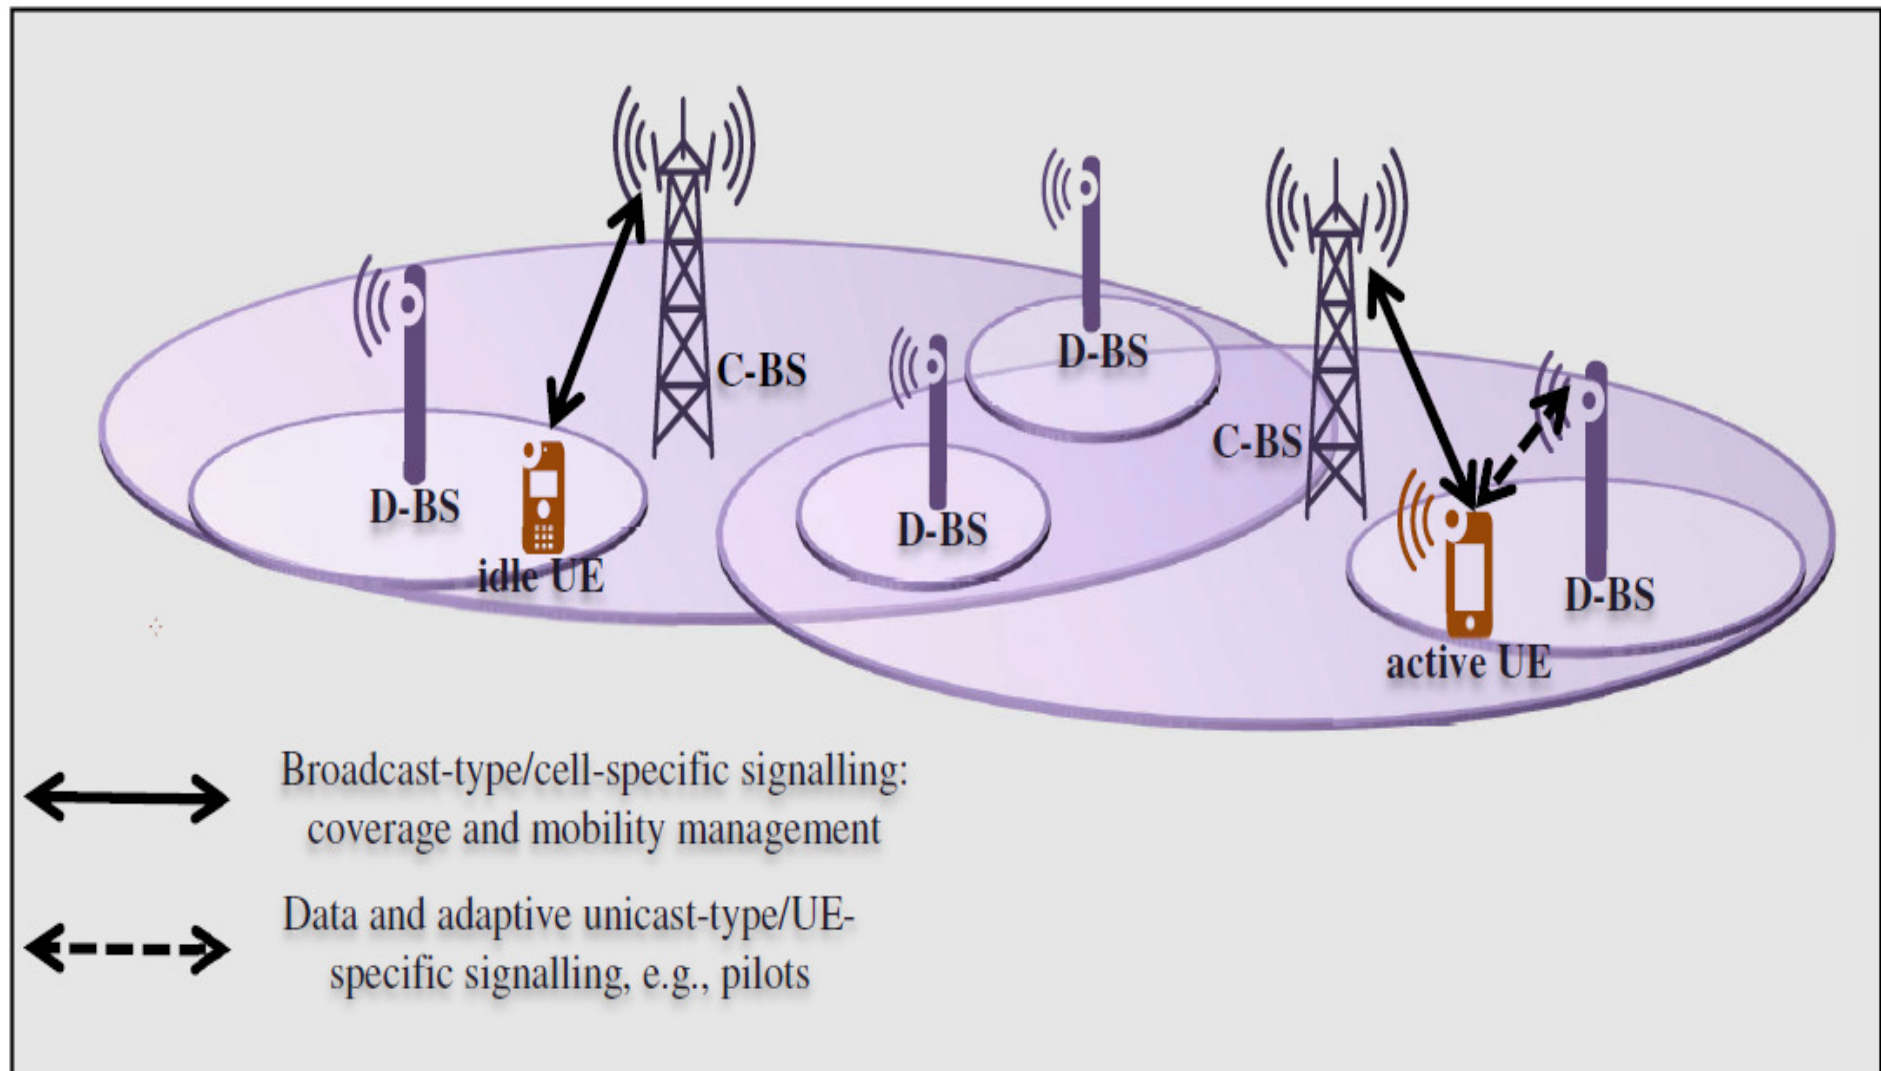 D-BS
C-BS
C-BS
D-BS
D-BS
idle UE
D-BS
D-BS
active UE
Broadcast-type/cell-specific signalling:
coverage and mobility management
Data and adaptive unicast-type/UE-
specific signalling, e.g., pilots